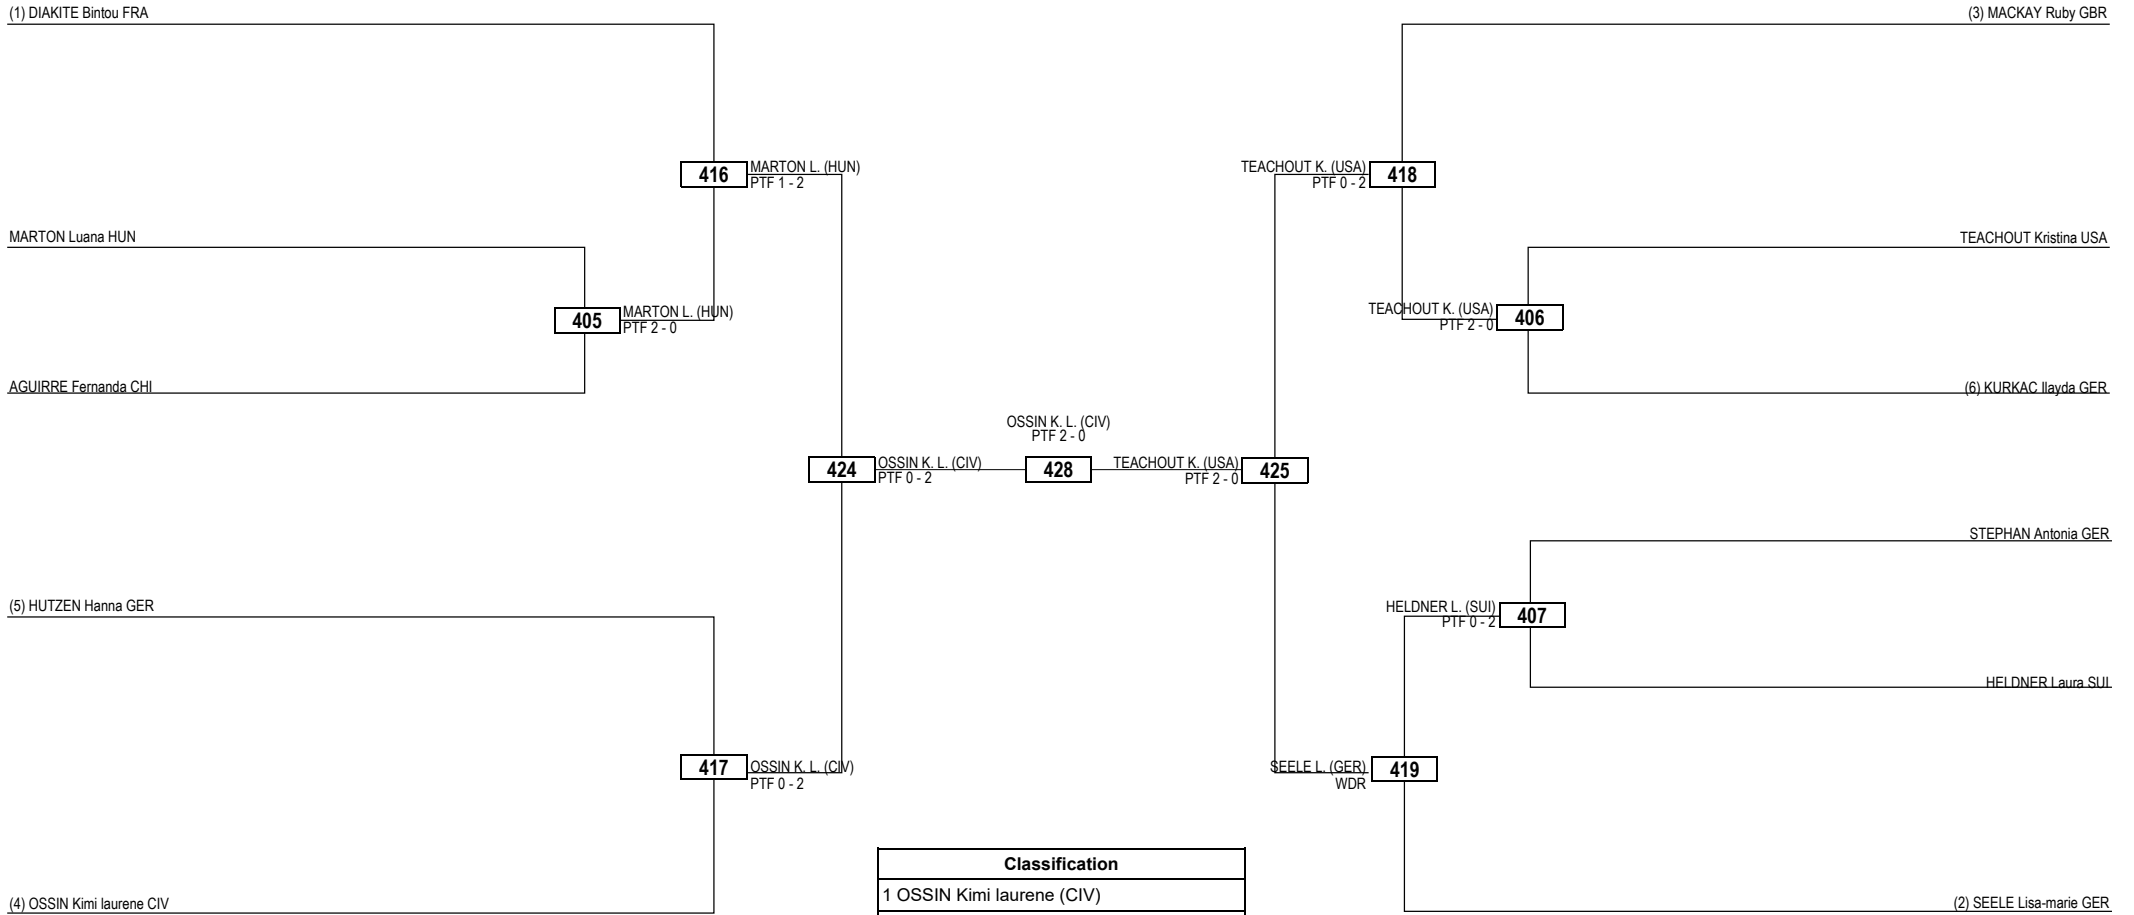 (1) DIAKITE Bintou FRA
(3) MACKAY Ruby GBR
416
MARTON L. (HUN)
PTF 1 - 2
TEACHOUT K. (USA)
PTF 0 - 2
418
MARTON Luana HUN
TEACHOUT Kristina USA
405
MARTON L. (HUN)
PTF 2 - 0
TEACHOUT K. (USA)
PTF 2 - 0
406
AGUIRRE Fernanda CHI
(6) KURKAC Ilayda GER
OSSIN K. L. (CIV)
PTF 2 - 0
424
OSSIN K. L. (CIV)
PTF 0 - 2
428
TEACHOUT K. (USA)
PTF 2 - 0
425
STEPHAN Antonia GER
(5) HUTZEN Hanna GER
HELDNER L. (SUI)
PTF 0 - 2
407
HELDNER Laura SUI
417
OSSIN K. L. (CIV)
PTF 0 - 2
SEELE L. (GER)
WDR
419
Classification
1 OSSIN Kimi laurene (CIV)
(4) OSSIN Kimi laurene CIV
(2) SEELE Lisa-marie GER